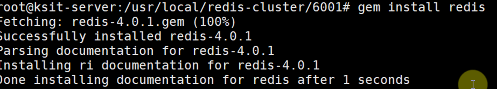 root@ksit-server:/usr/local/redis-cluster/6001# gem install redis
Fetching: redis-4.0.1.gem (100%)
Successfully installed redis-4.0.1
Parsing documentation for redis-4.0.1
Installing ri documentation for redis-4.0.1
Done installing documentation for redis after 1 seconds